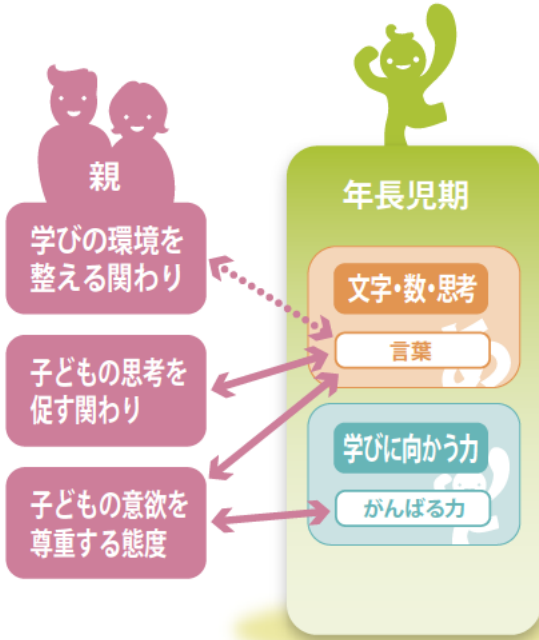 親
学びの環境を
整える関わり
子どもの思考を
促す関わり
子どもの意欲を
尊重する態度
年長児期
文字・数・思考
言葉
学びに向かう力
がんばる力